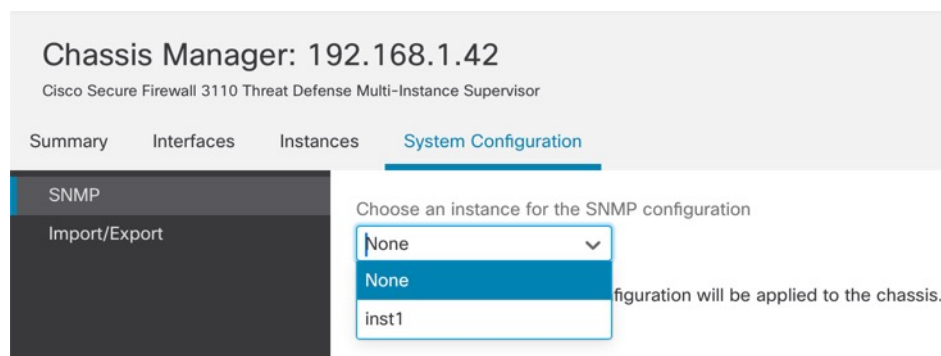 Chassis Manager: 192.168.1.42
Cisco Secure Firewall 3110 Threat Defense Multi-Instance Supervisor
Summary Interfaces Instances System Configuration
SNMP
Import/Export
Choose an instance for the SNMP configuration
None
None
figuration will be applied to the chassis.
inst1